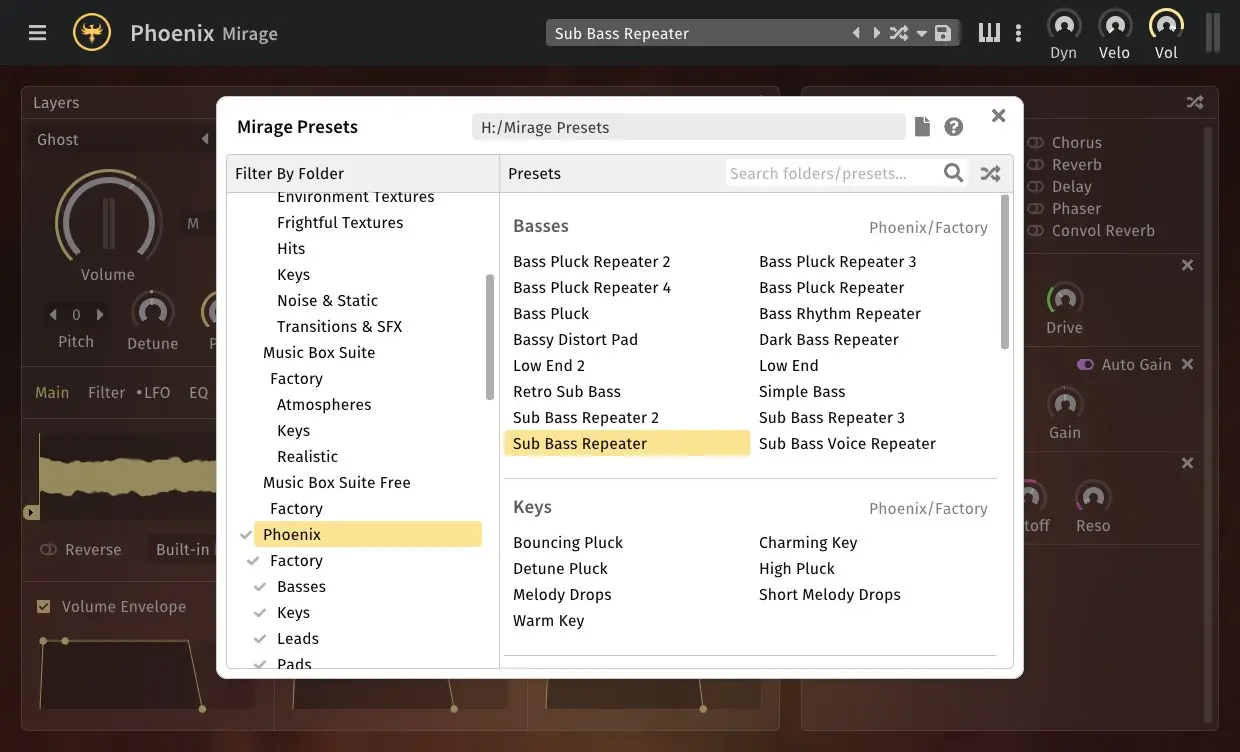 Phoenix Mirage
Sub Bass Repeater
Dyn
Velo
Vol
Layers
Ghost
Volume
M
0
Pitch
Detune
Main
Filter
LFO
EQ
Reverse
Built-in
Volume Envelope
Mirage Presets
H:/Mirage Presets
Filter By Folder
Environment Textures
Frightful Textures
Hits
Keys
Noise & Static
Transitions & SFX
Music Box Suite
Factory
Atmospheres
Keys
Realistic
Music Box Suite Free
Factory
Phoenix
Factory
Basses
Keys
Leads
Pads
Presets
Search folders/presets...
Basses
Phoenix/Factory
Bass Pluck Repeater 2
Bass Pluck Repeater 3
Bass Pluck Repeater 4
Bass Pluck Repeater
Bass Pluck
Bass Rhythm Repeater
Bassy Distort Pad
Dark Bass Repeater
Low End 2
Low End
Retro Sub Bass
Simple Bass
Sub Bass Repeater 2
Sub Bass Repeater 3
Sub Bass Repeater
Sub Bass Voice Repeater
Keys
Phoenix/Factory
Bouncing Pluck
Charming Key
Detune Pluck
High Pluck
Melody Drops
Short Melody Drops
Warm Key
Chorus
Reverb
Delay
Phaser
Convol Reverb
Drive
Auto Gain
Gain
toff
Reso